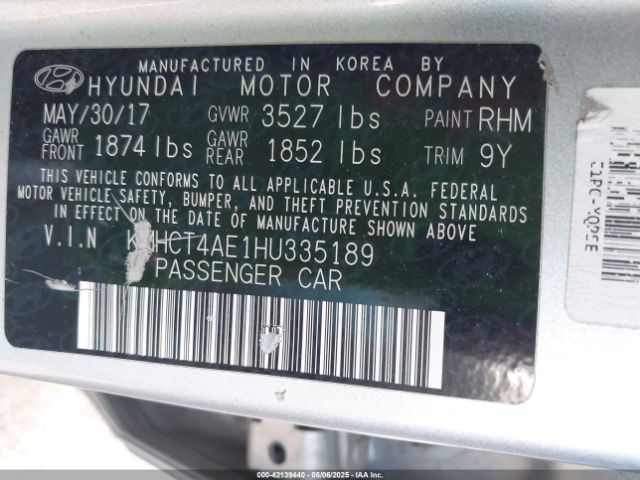 MANUFACTURED IN KOREA BY
HYUNDAI MOTOR COMPANY
MAY/30/17 GVWR 3527 lbs PAINT RHM
GAWR FRONT 1874 lbs GAWR REAR 1852 lbs TRIM 9Y
THIS VEHICLE CONFORMS TO ALL APPLICABLE U.S.A. FEDERAL
MOTOR VEHICLE SAFETY, BUMPER, AND THEFT PREVENTION STANDARDS
IN EFFECT ON THE DATE OF MANUFACTURE SHOWN ABOVE
V.I.N KMHCT4AE1HU335189
PASSENGER CAR
000-42139440 - 05/06/2025 - IAA Inc.